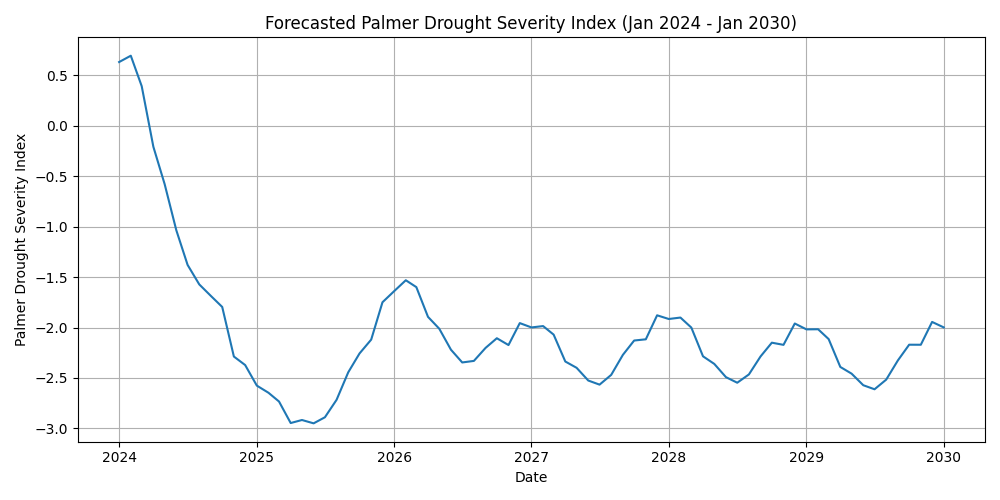 Forecasted Palmer Drought Severity Index (Jan 2024 - Jan 2030)
Palmer Drought Severity Index
0.5
0.0
−0.5
−1.0
−1.5
−2.0
−2.5
−3.0
2024 2025 2026 2027 2028 2029 2030
Date